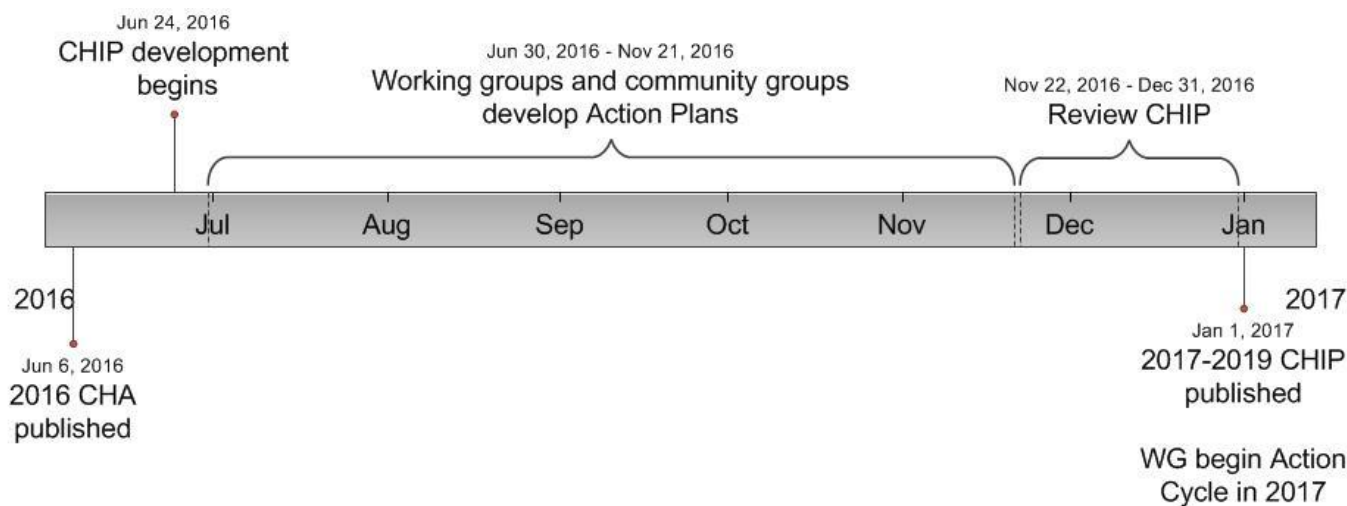 Jun 24, 2016
CHIP development
begins
Jun 30, 2016 - Nov 21, 2016
Working groups and community groups
develop Action Plans
Nov 22, 2016 - Dec 31, 2016
Review CHIP
Jul
Aug
Sep
Oct
Nov
Dec
Jan
2016
2017
Jun 6, 2016
2016 CHA
published
Jan 1, 2017
2017-2019 CHIP
published
WG begin Action
Cycle in 2017